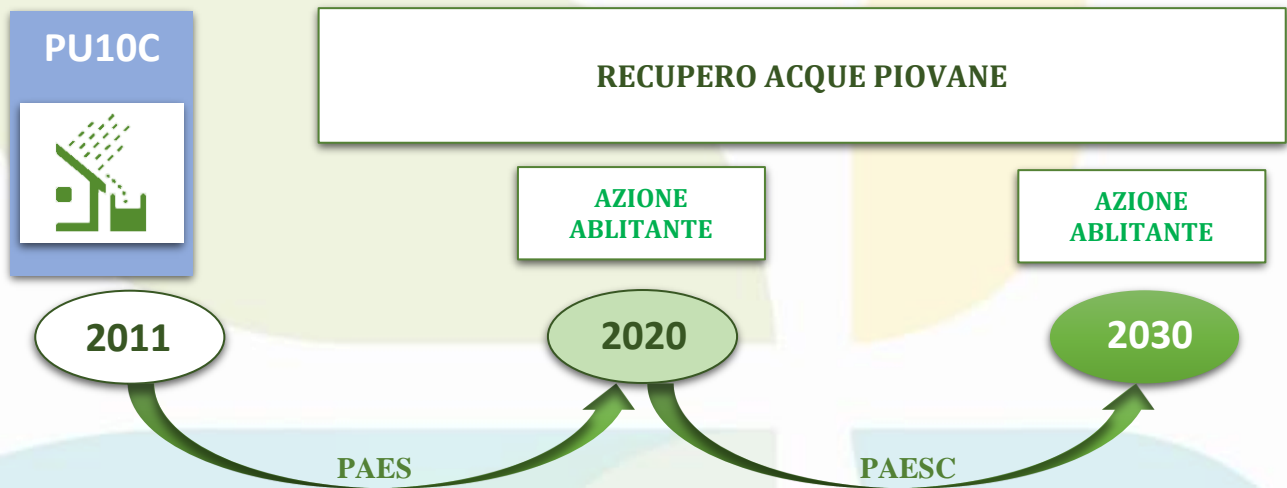 PU10C
RECUPERO ACQUE PIOVANE
AZIONE
ABLITANTE
AZIONE
ABLITANTE
2011
2020
2030
PAES
PAESC